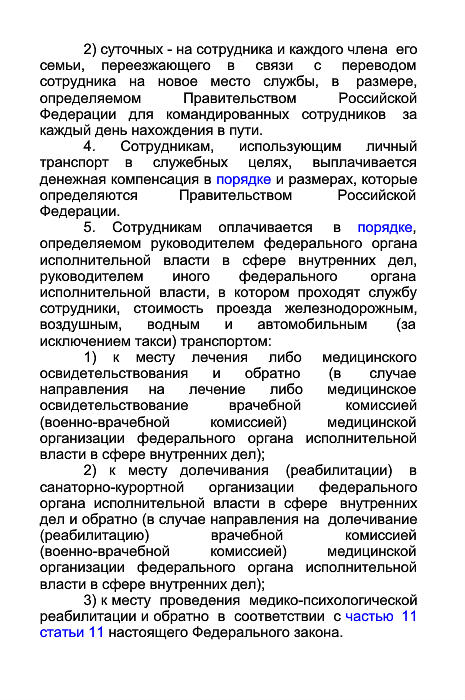 2) суточных - на сотрудника и каждого члена его
семьи, переезжающего в связи с переводом
сотрудника на новое место службы, в размере,
определяемом Правительством Российской
Федерации для командированных сотрудников за
каждый день нахождения в пути.
4. Сотрудникам, использующим личный
транспорт в служебных целях, выплачивается
денежная компенсация в порядке и размерах, которые
определяются Правительством Российской
Федерации.
5. Сотрудникам оплачивается в порядке,
определяемом руководителем федерального органа
исполнительной власти в сфере внутренних дел,
руководителем иного федерального органа
исполнительной власти, в котором проходят службу
сотрудники, стоимость проезда железнодорожным,
воздушным, водным и автомобильным (за
исключением такси) транспортом:
1) к месту лечения либо медицинского
освидетельствования и обратно (в случае
направления на лечение либо медицинское
освидетельствование врачебной комиссией
(военно-врачебной комиссией) медицинской
организации федерального органа исполнительной
власти в сфере внутренних дел);
2) к месту долечивания (реабилитации) в
санаторно-курортной организации федерального
органа исполнительной власти в сфере внутренних
дел и обратно (в случае направления на долечивание
(реабилитацию) врачебной комиссией
(военно-врачебной комиссией) медицинской
организации федерального органа исполнительной
власти в сфере внутренних дел);
3) к месту проведения медико-психологической
реабилитации и обратно в соответствии с частью 11
статьи 11 настоящего Федерального закона.